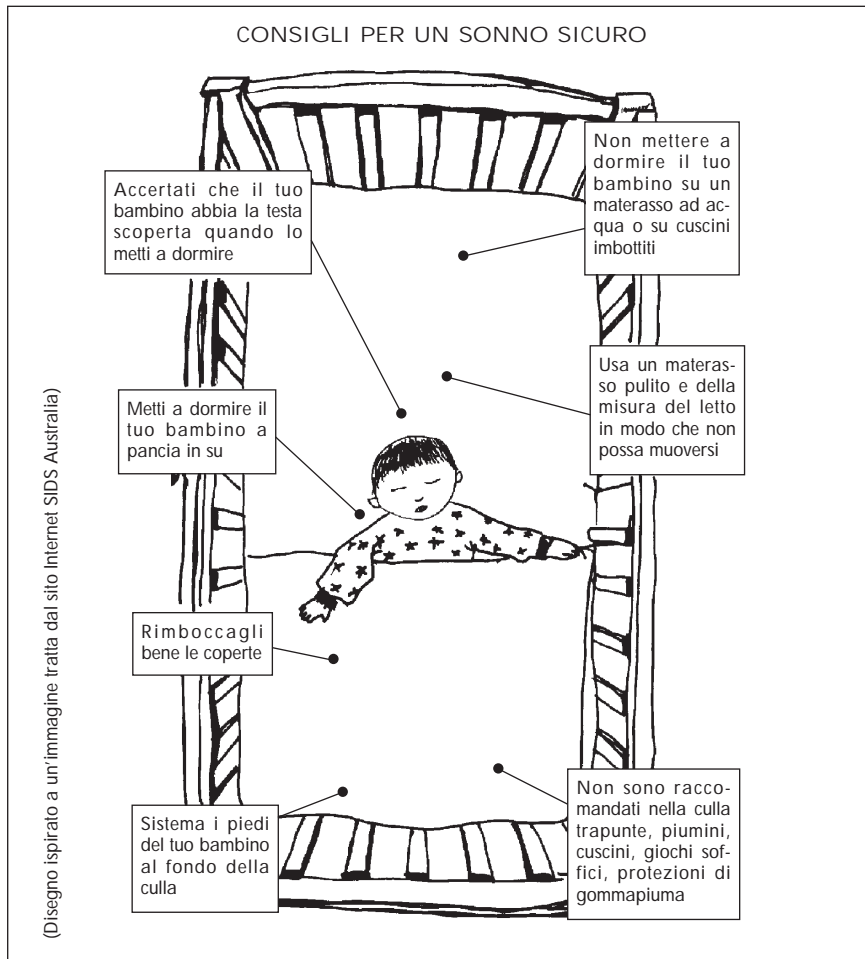 CONSIGLI PER UN SONNO SICURO
Accertati che il tuo
bambino abbia la testa
scoperta quando lo
metti a dormire
Non mettere a
dormire il tuo
bambino su un
materasso ad ac-
qua o su cuscini
imbottiti
Metti a dormire il
tuo bambino a
pancia in su
Usa un materas-
so pulito e della
misura del letto
in modo che non
possa muoversi
Rimboccagli
bene le coperte
Sistema i piedi
del tuo bambino
al fondo della
culla
Non sono racco-
mandati nella culla
trapunte, piumini,
cuscini, giochi sof-
fici, protezioni di
gommapiuma
(Disegno ispirato a un'immagine tratta dal sito Internet SIDS Australia)